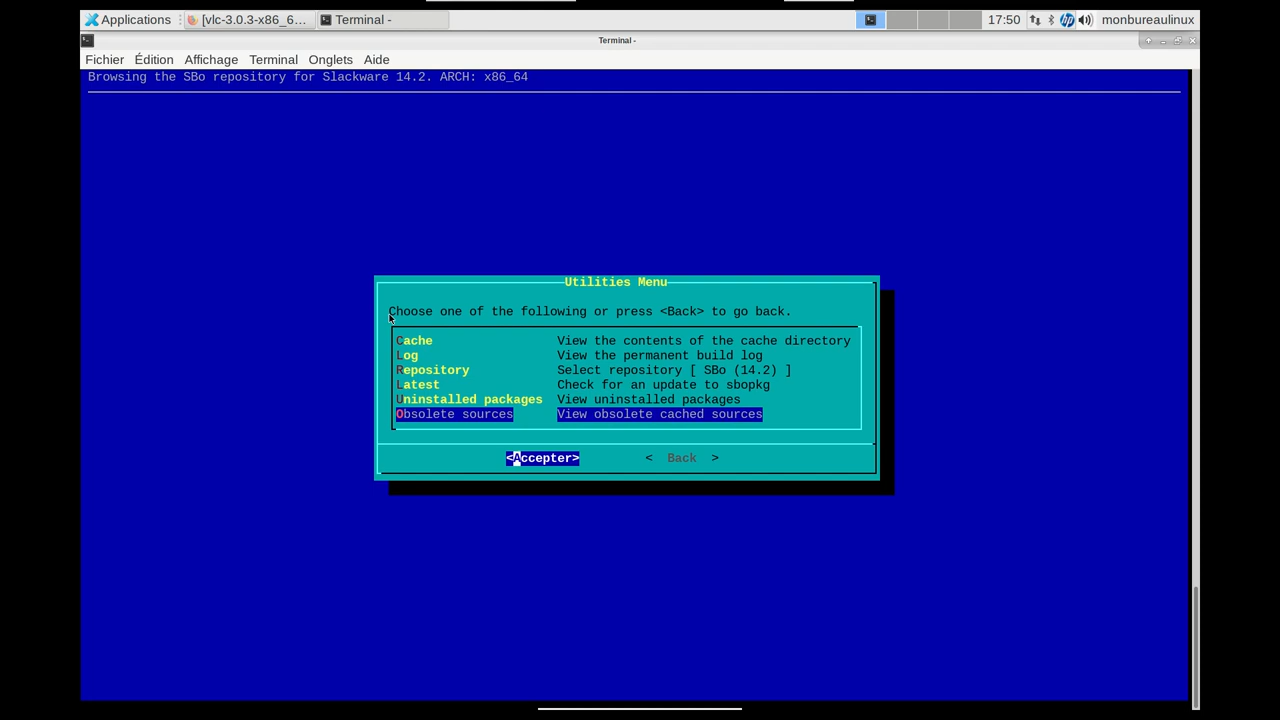 Applications [vlc-3.0.3-x86_6... Terminal - 17:50 hp monbureaulinux
Terminal -
Fichier Édition Affichage Terminal Onglets Aide
Browsing the SBo repository for Slackware 14.2. ARCH: x86_64
Utilities Menu
Choose one of the following or press <Back> to go back.
Cache View the contents of the cache directory
Log View the permanent build log
Repository Select repository [ SBo (14.2) ]
Latest Check for an update to sbopkg
Uninstalled packages View uninstalled packages
Obsolete sources View obsolete cached sources
<Accepter> < Back >